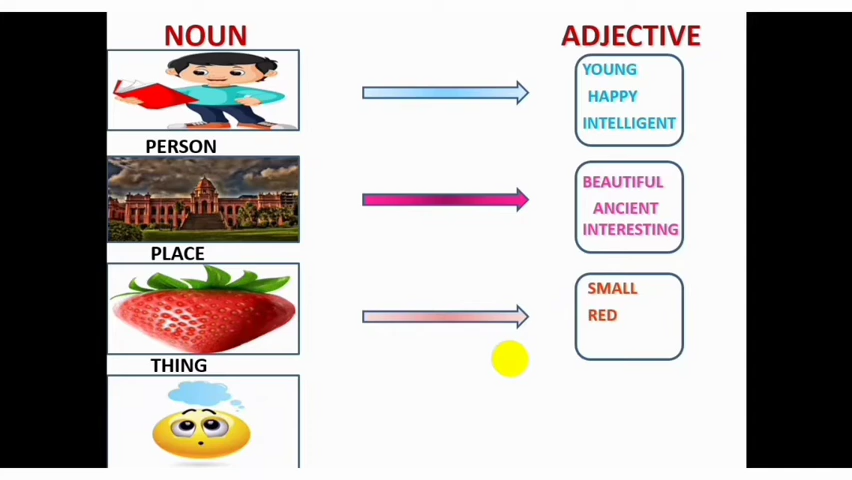 NOUN
ADJECTIVE
YOUNG
HAPPY
INTELLIGENT
PERSON
BEAUTIFUL
ANCIENT
INTERESTING
PLACE
SMALL
RED
THING